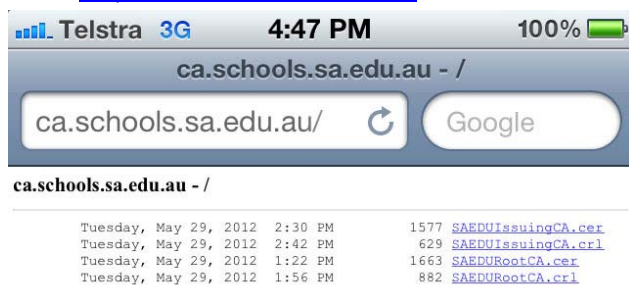 Telstra 3G 4:47 PM 100%
ca.schools.sa.edu.au - /
ca.schools.sa.edu.au/ Google
ca.schools.sa.edu.au - /
Tuesday, May 29, 2012 2:30 PM 1577 SAEDUIssuingCA.cer
Tuesday, May 29, 2012 2:42 PM 629 SAEDUIssuingCA.crl
Tuesday, May 29, 2012 1:22 PM 1663 SAEDURootCA.cer
Tuesday, May 29, 2012 1:56 PM 882 SAEDURootCA.crl